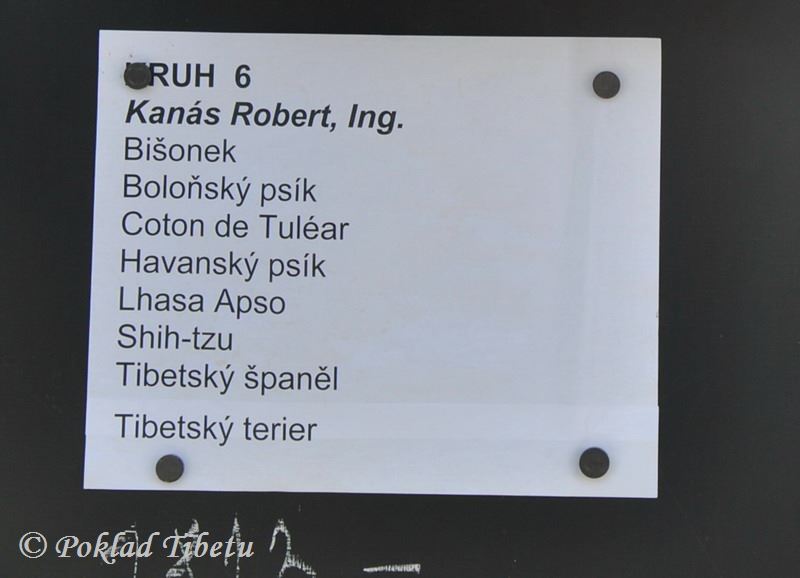 KRUH 6
Kanás Robert, Ing.
Bišonek
Boloňský psík
Coton de Tuléar
Havanský psík
Lhasa Apso
Shih-tzu
Tibetský španěl
Tibetský terier
© Poklad Tibetu